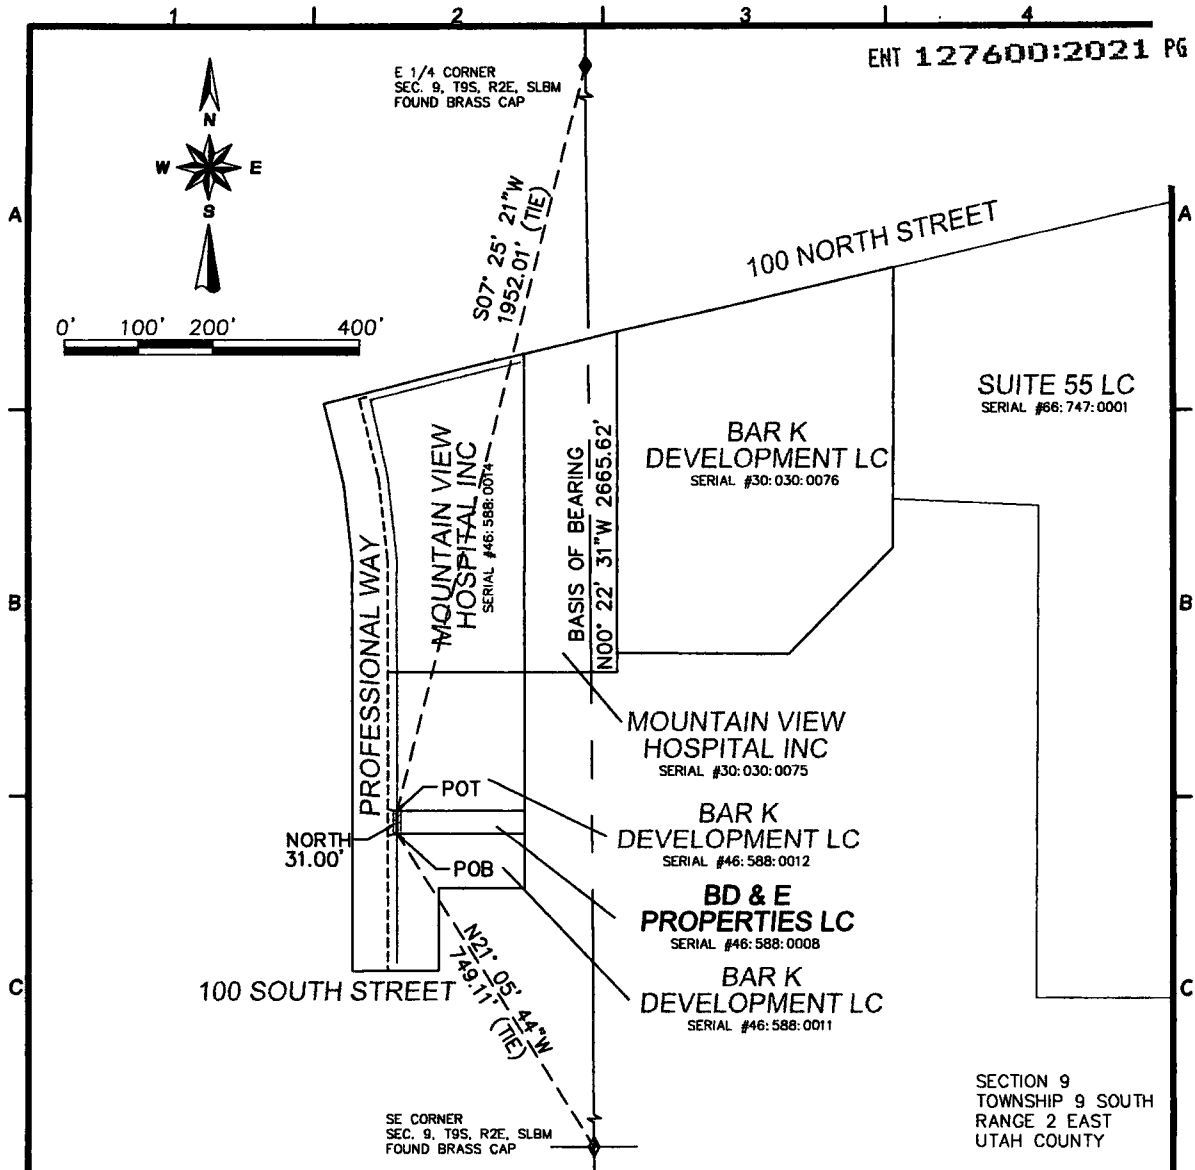 1 2 3 4
ENT 127600:2021 PG
E 1/4 CORNER
SEC. 9, T9S, R2E, SLBM
FOUND BRASS CAP
N
W E
S
A A
S07° 25' 21"W
1952.01' (TIE)
100 NORTH STREET
0' 100' 200' 400'
SUITE 55 LC
SERIAL #66:747:0001
BAR K
DEVELOPMENT LC
SERIAL #30:030:0076
MOUNTAIN VIEW
HOSPITAL INC
SERIAL #46:588:0014
BASIS OF BEARING
N00° 22' 31"W 2665.62'
PROFESSIONAL WAY
B B
MOUNTAIN VIEW
HOSPITAL INC
SERIAL #30:030:0075
POT
BAR K
DEVELOPMENT LC
SERIAL #46:588:0012
NORTH
31.00'
POB
BD & E
PROPERTIES LC
SERIAL #46:588:0008
BAR K
DEVELOPMENT LC
SERIAL #46:588:0011
C C
100 SOUTH STREET
N21° 05' 44"W
749.11' (TIE)
SE CORNER
SEC. 9, T9S, R2E, SLBM
FOUND BRASS CAP
SECTION 9
TOWNSHIP 9 SOUTH
RANGE 2 EAST
UTAH COUNTY